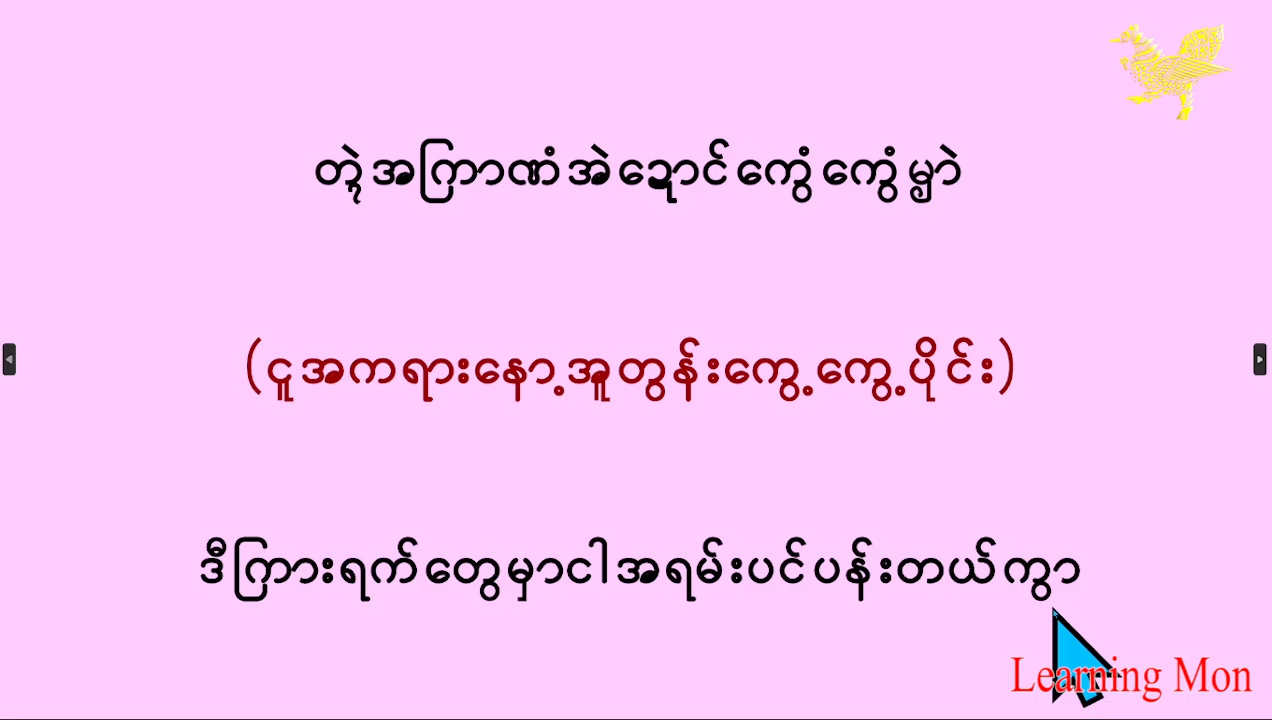 တ္ၚဲအကြာဏံအဲဍောၚ်ကွေံကွေံမ္ၚာဲ
(ငူအကရားနော့အူတွန်းကွေ့ကွေ့ပိုင်း)
ဒီကြားရက်တွေမှာငါအရမ်းပင်ပန်းတယ်ကွာ
Learning Mon